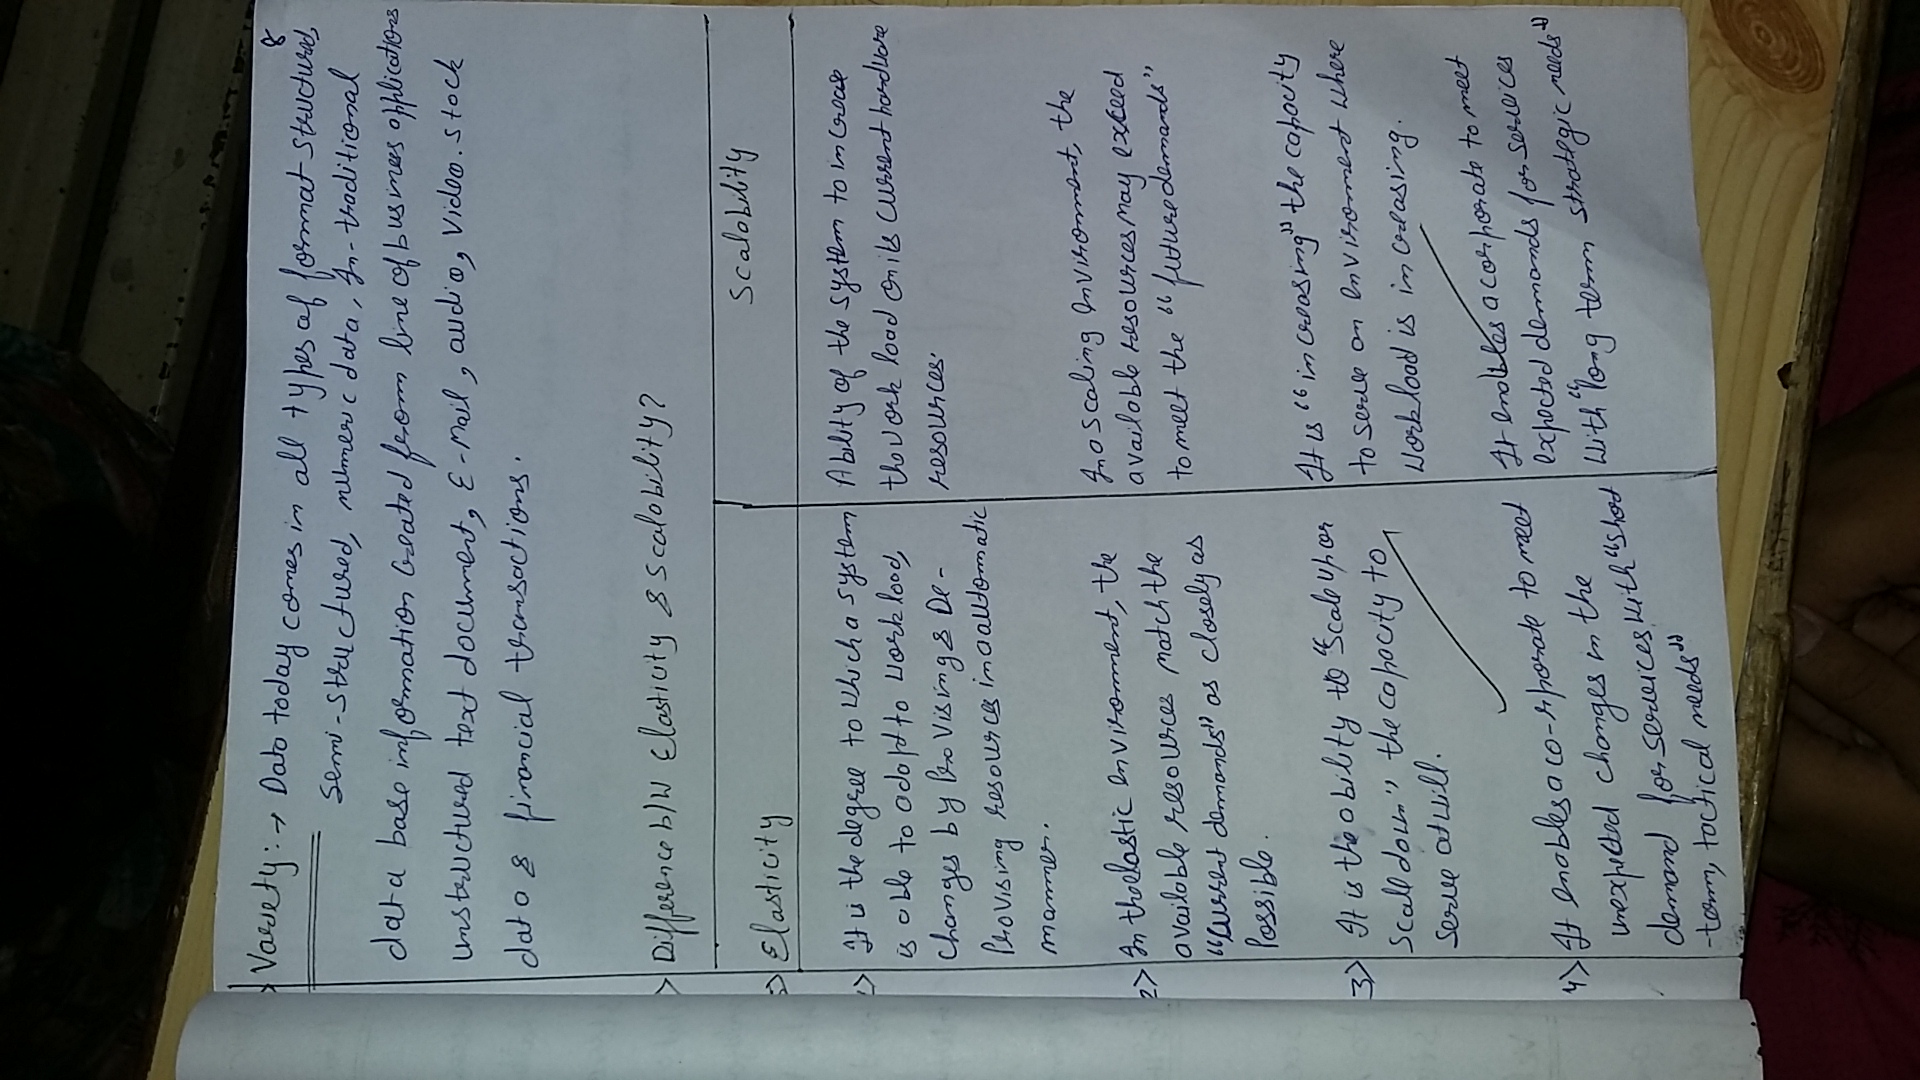 8
Variety :→ Data today comes in all types of format structured,
semi-structured, numeric data, In-traditional
data base information Created from line of business applications
unstructured text document, E-mail, audio, Video. stock
data & financial transactions.
> Difference b/w Elasticity & Scalability?
Elasticity
Scalability
1> It is the degree to which a system
is able to adapt to work load,
changes by Provising & De-
Provising resources in a automatic
manner.
Ability of the system to increase
the work load on its current hardware
resources.
2> In the elastic environment, the
available resources match the
"current demands" as closely as
Possible.
In a scaling environment, the
available resources may exceed
to meet the "future demands"
3> It is the ability to "Scale up or
Scale down" the capacity to
serve at will.
It is "increasing" the capacity
to serve an enviroment where
Workload is increasing.
4> It enables a co-rporate to meet
unexpected changes in the
demand for services with "Short
-term, tactical needs"
It enables a corporate to meet
expected demands for services
With "long term strategic needs"